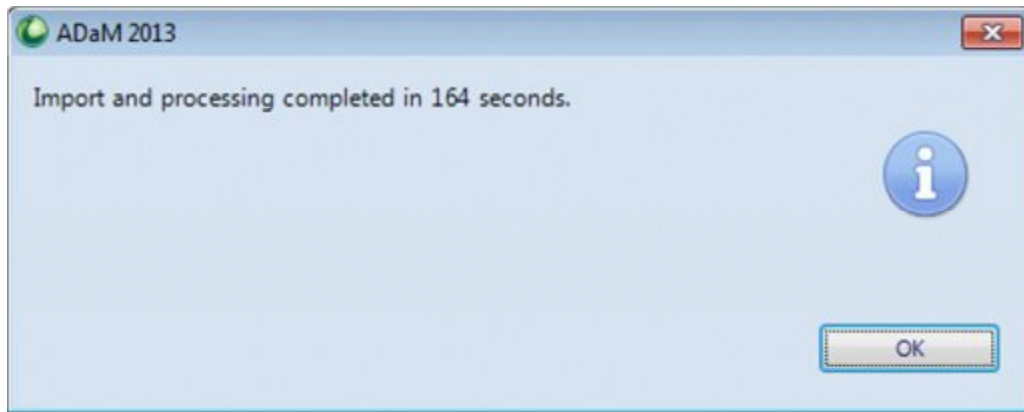 ADaM 2013
Import and processing completed in 164 seconds.
OK